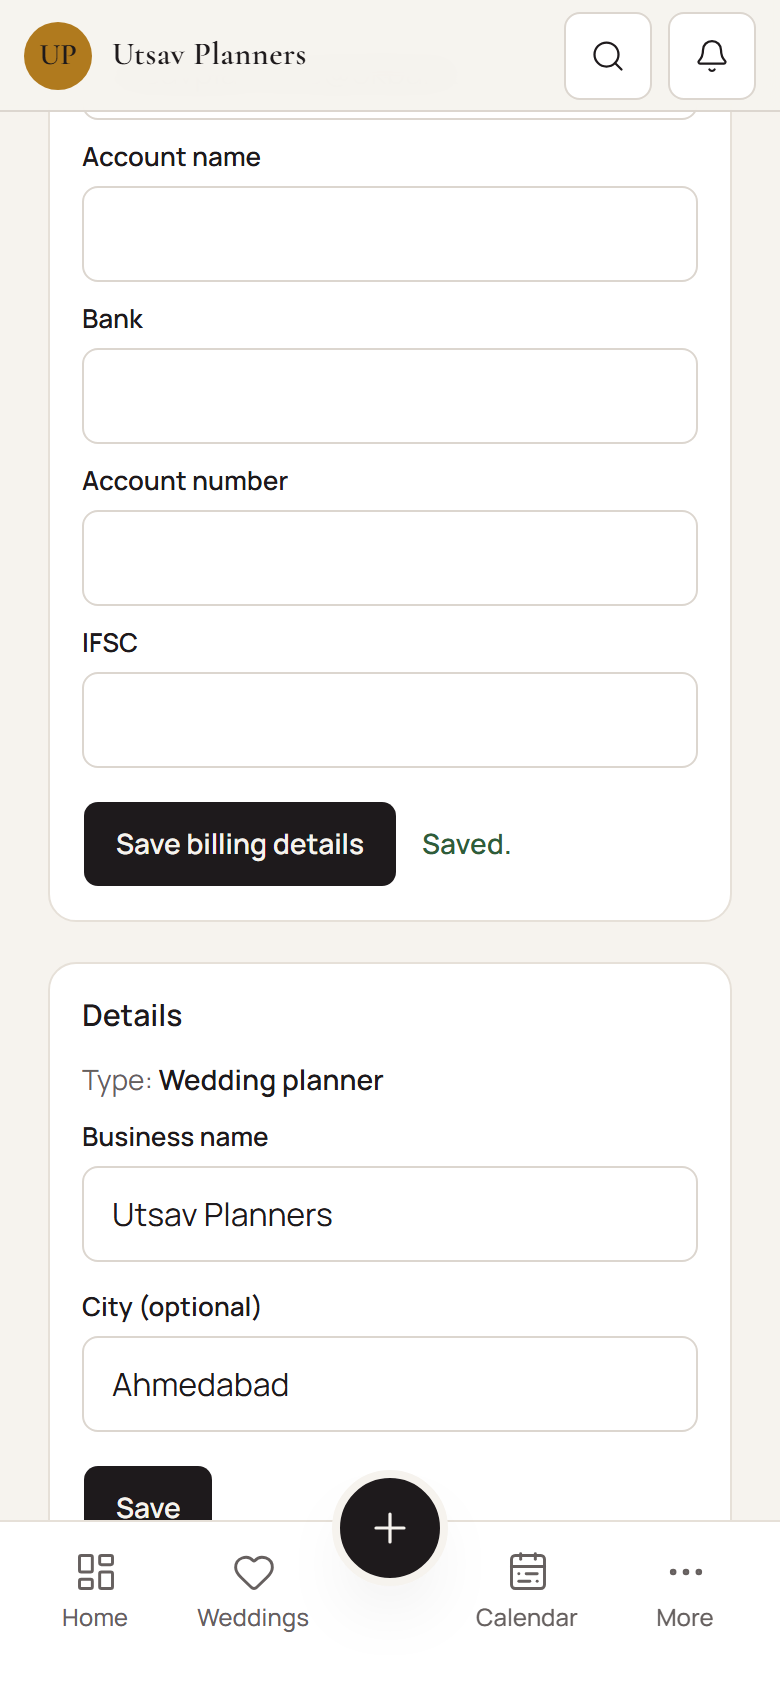 UP Utsav Planners
Account name
Bank
Account number
IFSC
Save billing details Saved.
Details
Type: Wedding planner
Business name
Utsav Planners
City (optional)
Ahmedabad
Save
Home Weddings Calendar More